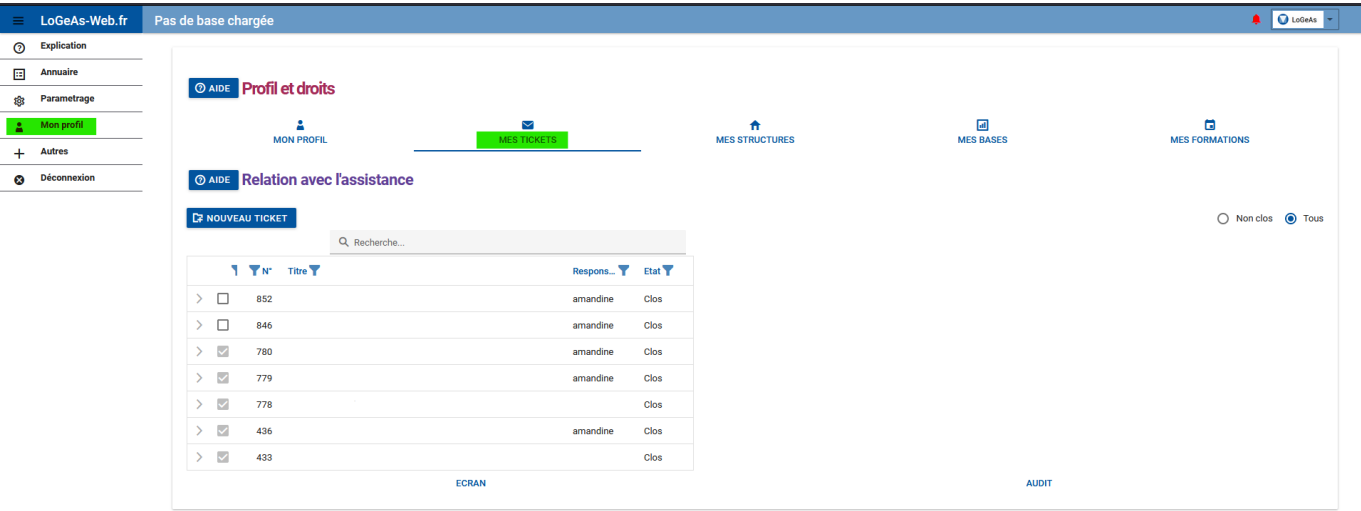 LoGeAs-Web.fr
Pas de base chargée
LoGeAs
Explication
Annuaire
Parametrage
Mon profil
Autres
Déconnexion
AIDE Profil et droits
MON PROFIL
MES TICKETS
MES STRUCTURES
MES BASES
MES FORMATIONS
AIDE Relation avec l'assistance
NOUVEAU TICKET
Non clos
Tous
Recherche...
N° Titre Respons... Etat
852 amandine Clos
846 amandine Clos
780 amandine Clos
779 amandine Clos
778 Clos
436 amandine Clos
433 Clos
ECRAN
AUDIT